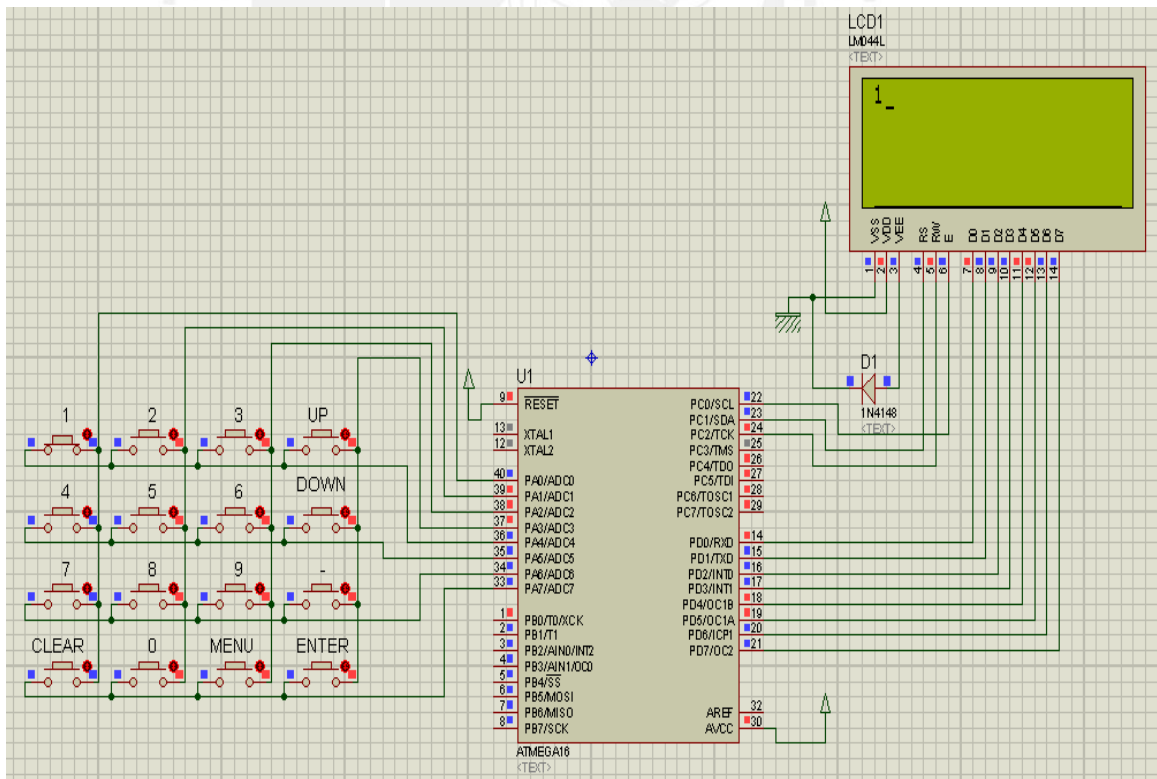 LCD1
LM044L
<TEXT>
1_
VSS VDD VEE RS RW E D0 D1 D2 D3 D4 D5 D6 D7
1 2 3 4 5 6 7 8 9 10 11 12 13 14
D1
1N4148
<TEXT>
U1
9 RESET PC0/SCL 22
PC1/SDA 23
13 XTAL1 PC2/TCK 24
12 XTAL2 PC3/TMS 25
PC4/TDO 26
40 PA0/ADC0 PC5/TDI 27
39 PA1/ADC1 PC6/TOSC1 28
38 PA2/ADC2 PC7/TOSC2 29
37 PA3/ADC3
36 PA4/ADC4 PD0/RXD 14
35 PA5/ADC5 PD1/TXD 15
34 PA6/ADC6 PD2/INT0 16
33 PA7/ADC7 PD3/INT1 17
PD4/OC1B 18
1 PB0/T0/XCK PD5/OC1A 19
2 PB1/T1 PD6/ICP1 20
3 PB2/AIN0/INT2 PD7/OC2 21
4 PB3/AIN1/OC0
5 PB4/SS
6 PB5/MOSI
7 PB6/MISO AREF 32
8 PB7/SCK AVCC 30
ATMEGA16
<TEXT>
1 2 3 UP
4 5 6 DOWN
7 8 9 -
CLEAR 0 MENU ENTER